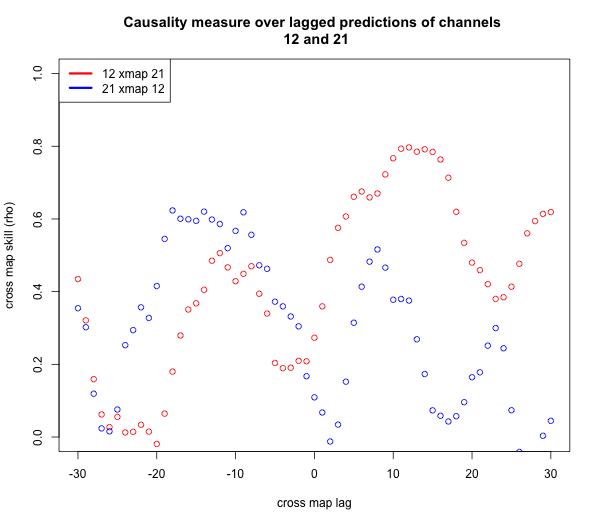 Causality measure over lagged predictions of channels
12 and 21
12 xmap 21
21 xmap 12
cross map skill (rho)
1.0
0.8
0.6
0.4
0.2
0.0
-30 -20 -10 0 10 20 30
cross map lag